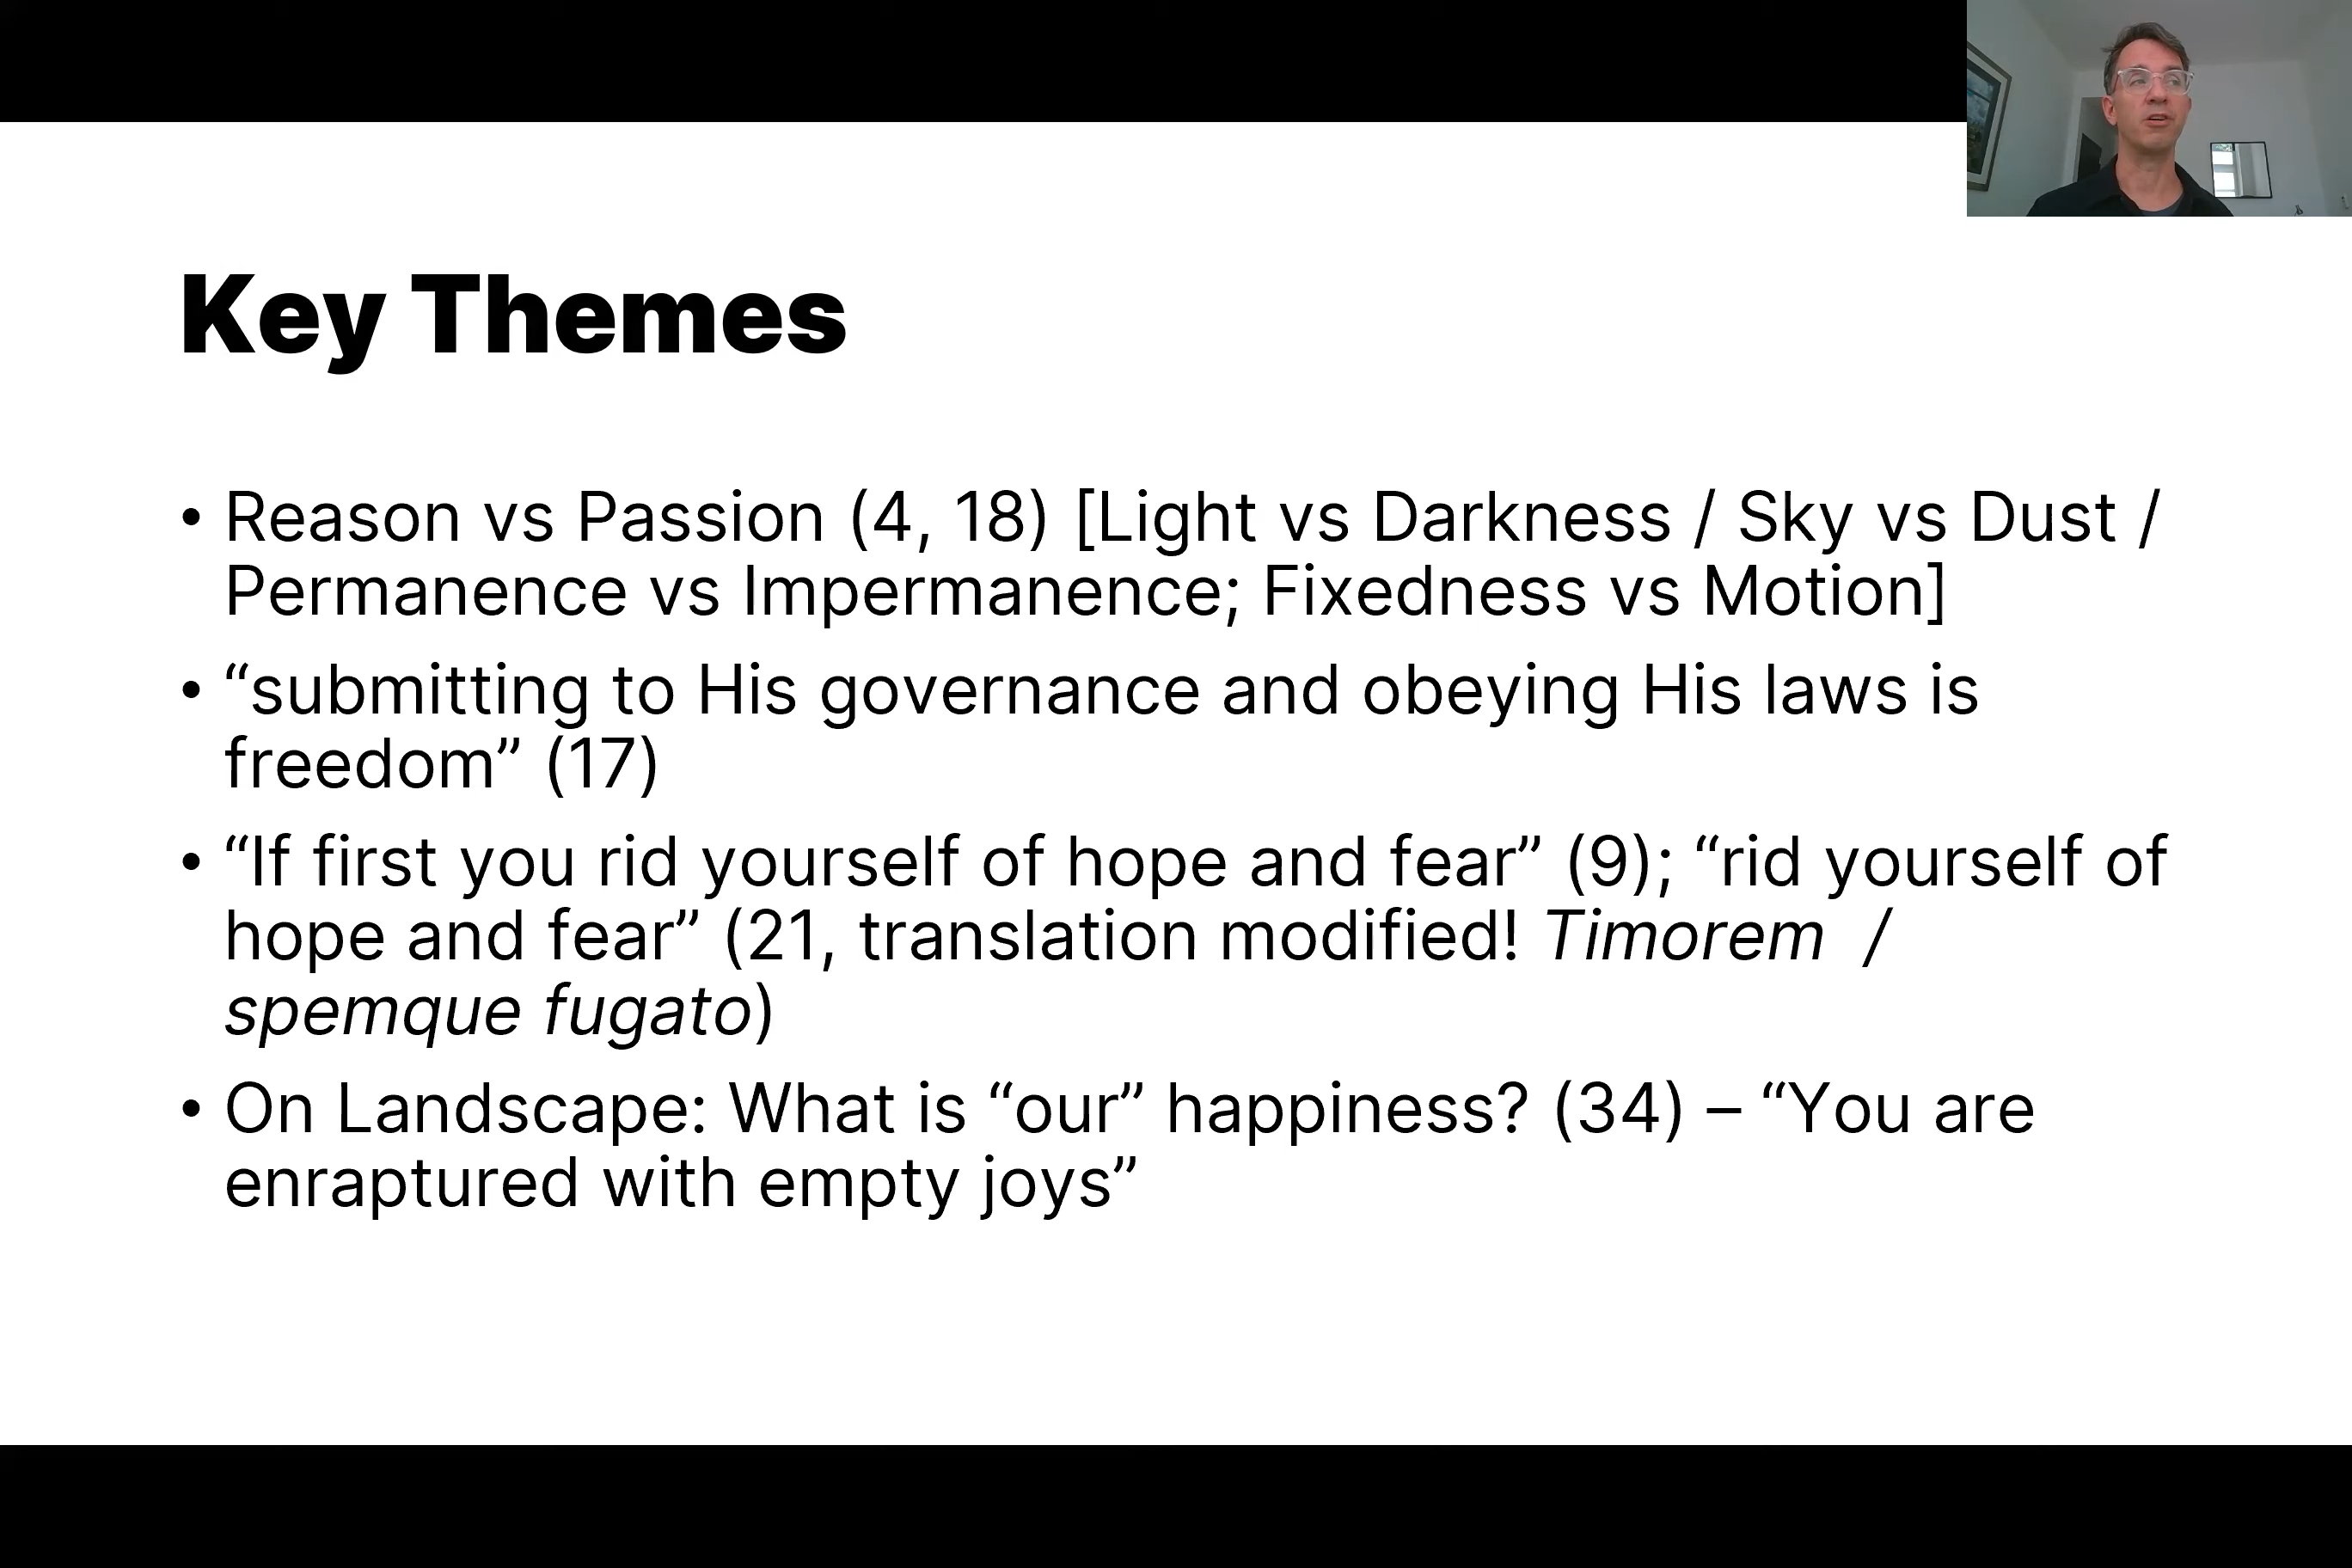 Key Themes
• Reason vs Passion (4, 18) [Light vs Darkness / Sky vs Dust /
Permanence vs Impermanence; Fixedness vs Motion]
• “submitting to His governance and obeying His laws is
freedom” (17)
• “If first you rid yourself of hope and fear” (9); “rid yourself of
hope and fear” (21, translation modified! Timorem /
spemque fugato)
• On Landscape: What is “our” happiness? (34) – “You are
enraptured with empty joys”